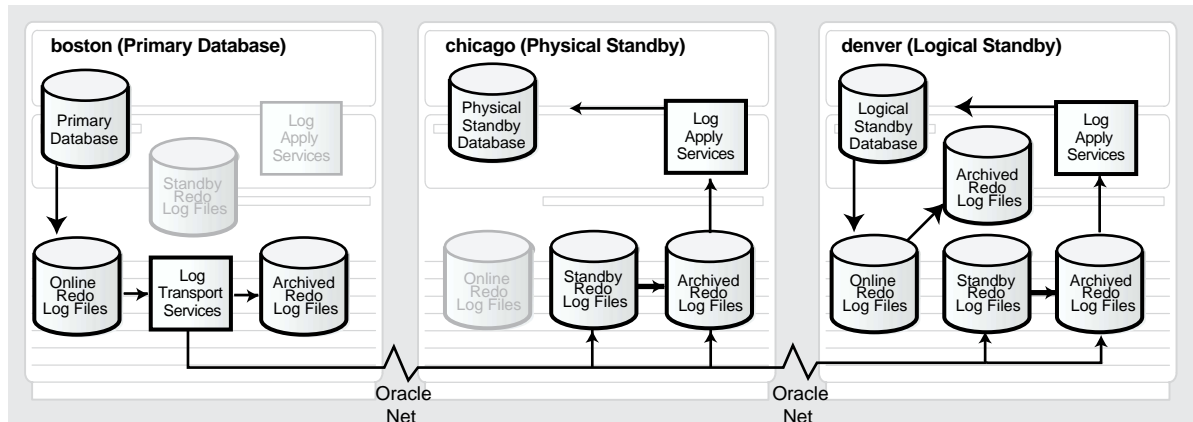 boston (Primary Database)
Primary
Database
Log
Apply
Services
Standby
Redo
Log Files
Online
Redo
Log Files
Log
Transport
Services
Archived
Redo
Log Files
chicago (Physical Standby)
Physical
Standby
Database
Log
Apply
Services
Online
Redo
Log Files
Standby
Redo
Log Files
Archived
Redo
Log Files
denver (Logical Standby)
Logical
Standby
Database
Log
Apply
Services
Archived
Redo
Log Files
Online
Redo
Log Files
Standby
Redo
Log Files
Archived
Redo
Log Files
Oracle
Net
Oracle
Net